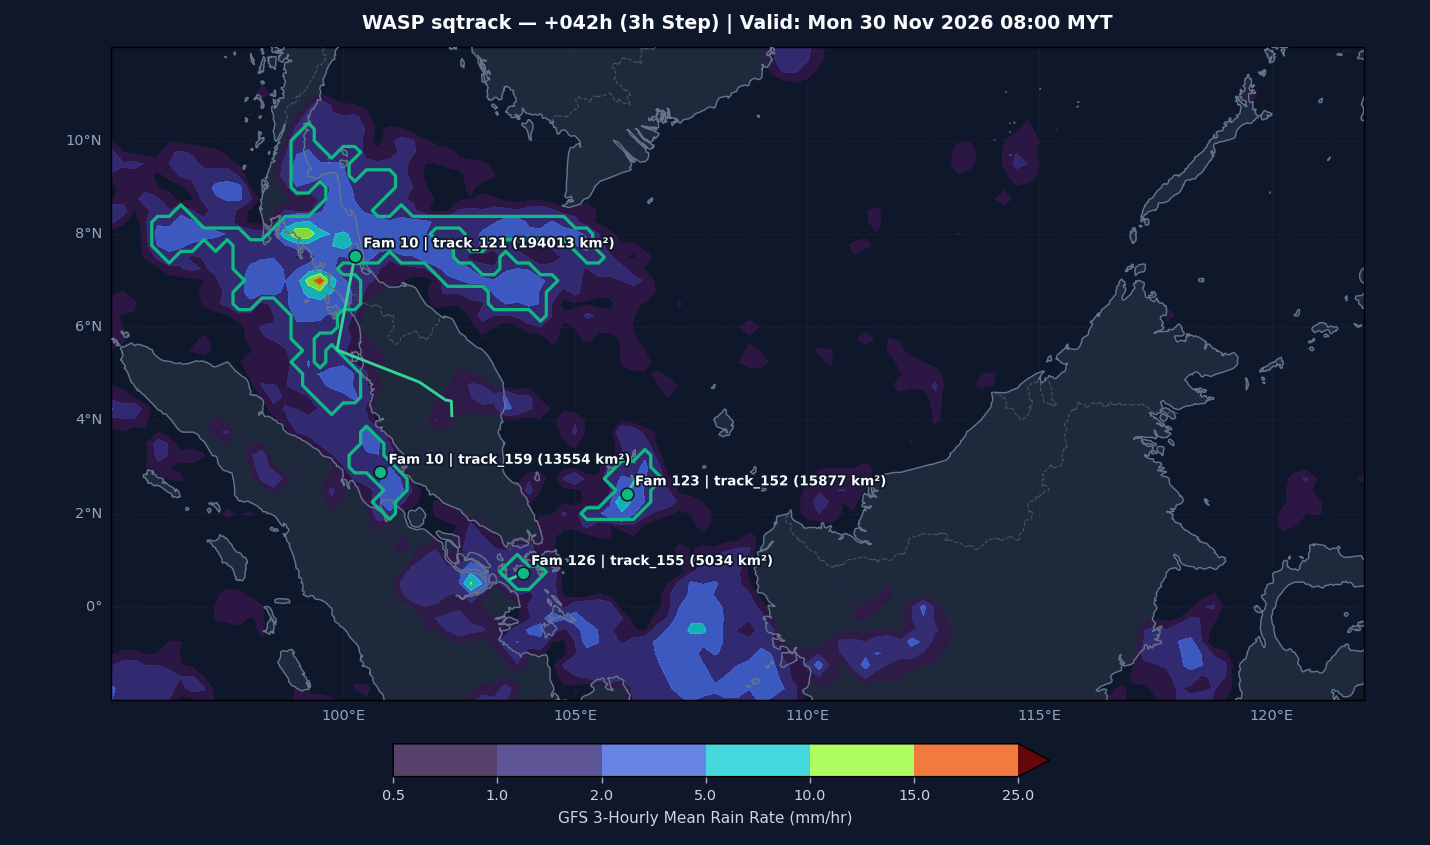 WASP sqtrack — +042h (3h Step) | Valid: Mon 30 Nov 2026 08:00 MYT
10°N
8°N
6°N
4°N
2°N
0°
Fam 10 | track_121 (194013 km²)
Fam 10 | track_159 (13554 km²)
Fam 123 | track_152 (15877 km²)
Fam 126 | track_155 (5034 km²)
100°E 105°E 110°E 115°E 120°E
0.5 1.0 2.0 5.0 10.0 15.0 25.0
GFS 3-Hourly Mean Rain Rate (mm/hr)